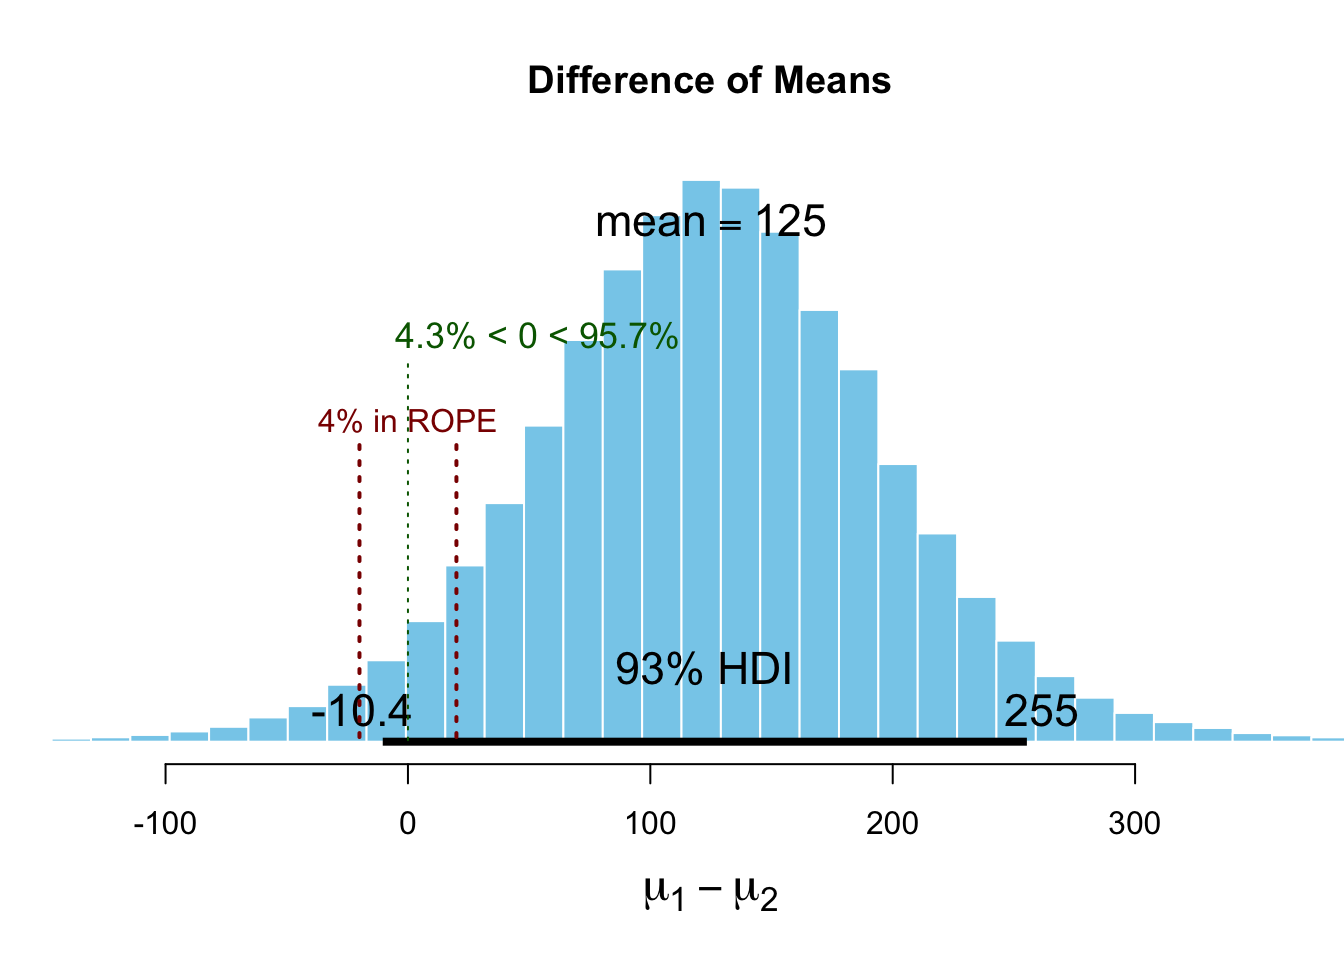 Difference of Means
mean = 125
4.3% < 0 < 95.7%
4% in ROPE
93% HDI
-10.4 255
-100 0 100 200 300
μ1 − μ2